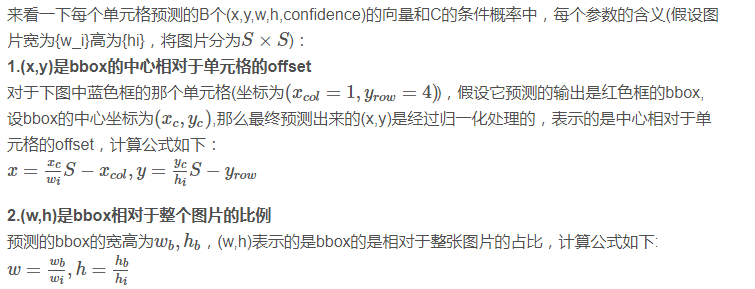 来看一下每个单元格预测的B个(x,y,w,h,confidence)的向量和C的条件概率中，每个参数的含义(假设图
片宽为{w_i}高为{hi}，将图片分为S × S)：
1.(x,y)是bbox的中心相对于单元格的offset
对于下图中蓝色框的那个单元格(坐标为(x_{col} = 1, y_{row} = 4))，假设它预测的输出是红色框的bbox,
设bbox的中心坐标为(x_c, y_c),那么最终预测出来的(x,y)是经过归一化处理的，表示的是中心相对于单
元格的offset，计算公式如下：
x = \frac{x_c}{w_i}S − x_{col}, y = \frac{y_c}{h_i}S − y_{row}
2.(w,h)是bbox相对于整个图片的比例
预测的bbox的宽高为w_b, h_b，(w,h)表示的是bbox的是相对于整张图片的占比，计算公式如下:
w = \frac{w_b}{w_i}, h = \frac{h_b}{h_i}